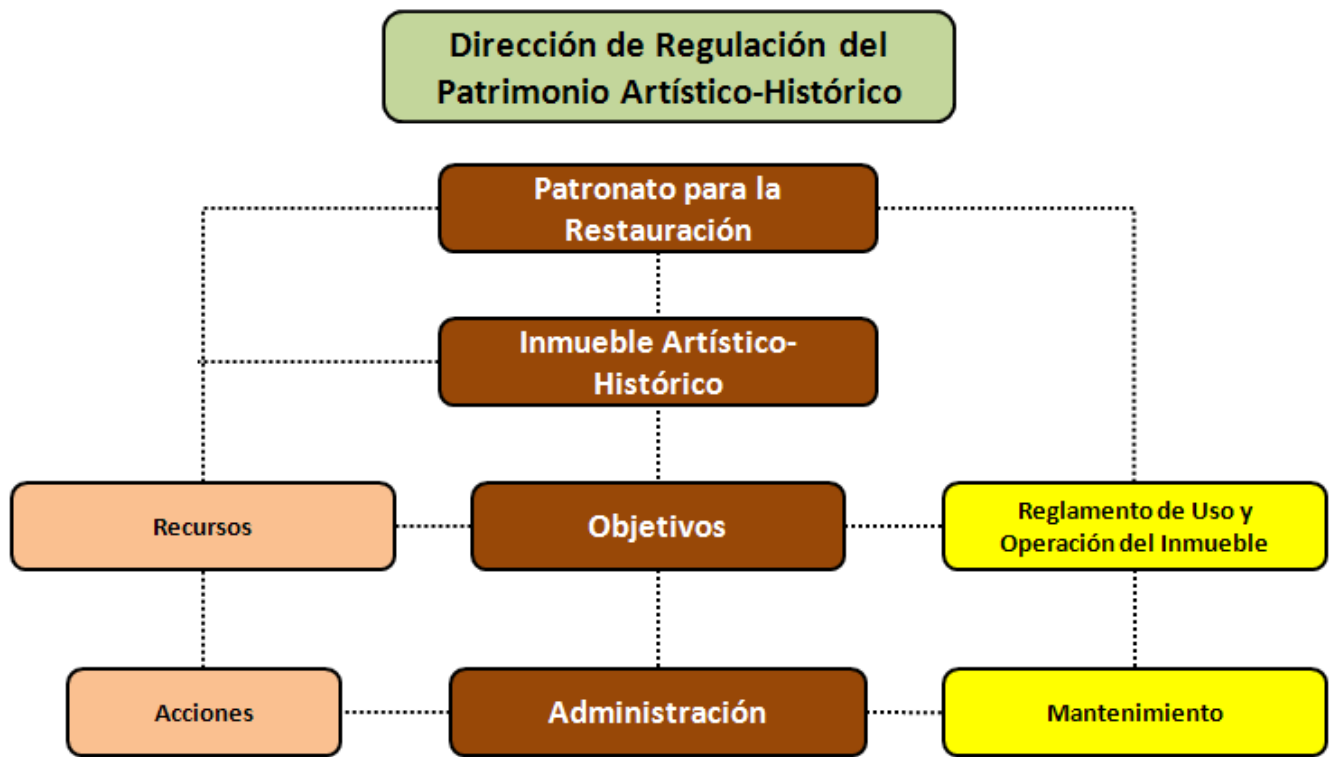 Dirección de Regulación del
Patrimonio Artístico-Histórico
Patronato para la
Restauración
Inmueble Artístico-
Histórico
Recursos
Objetivos
Reglamento de Uso y
Operación del Inmueble
Acciones
Administración
Mantenimiento